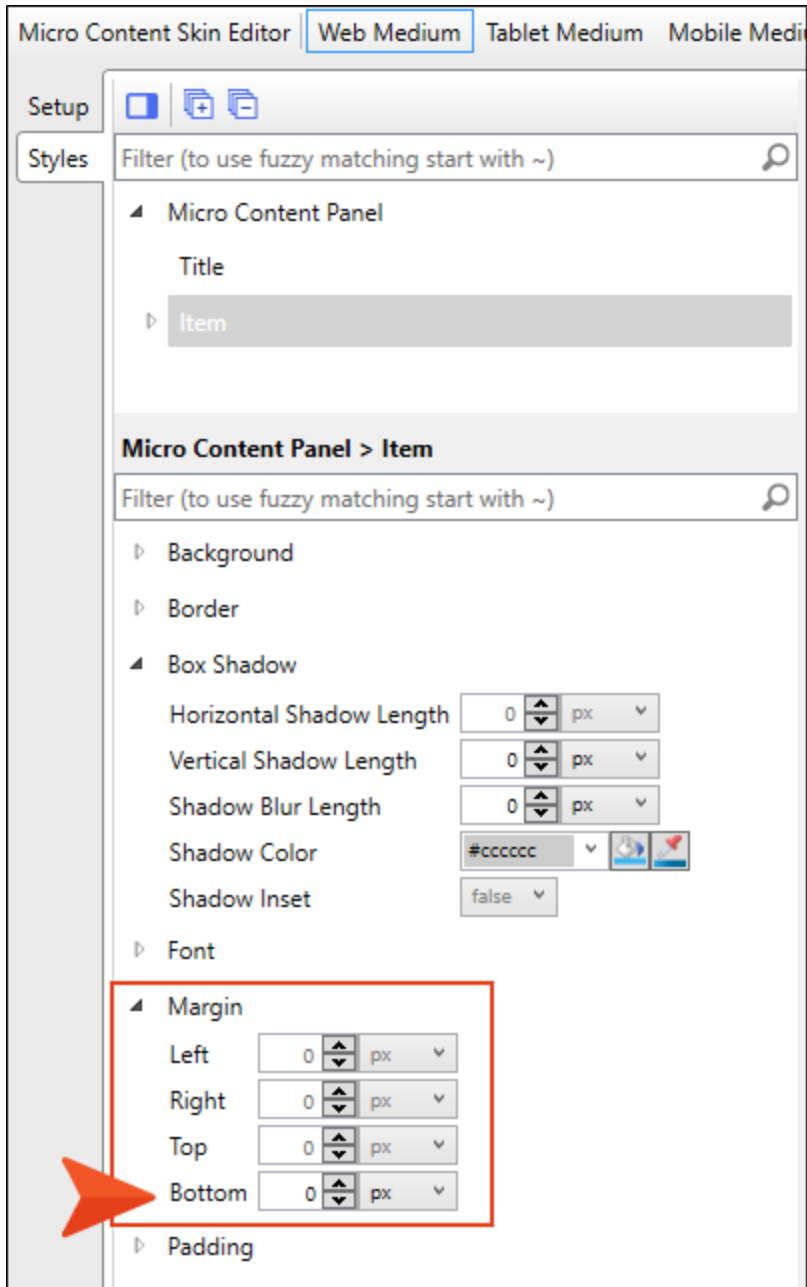 Micro Content Skin Editor Web Medium Tablet Medium Mobile Medi
Setup
Styles Filter (to use fuzzy matching start with ~)
Micro Content Panel
Title
Item
Micro Content Panel > Item
Filter (to use fuzzy matching start with ~)
Background
Border
Box Shadow
Horizontal Shadow Length 0 px
Vertical Shadow Length 0 px
Shadow Blur Length 0 px
Shadow Color #cccccc
Shadow Inset false
Font
Margin
Left 0 px
Right 0 px
Top 0 px
Bottom 0 px
Padding